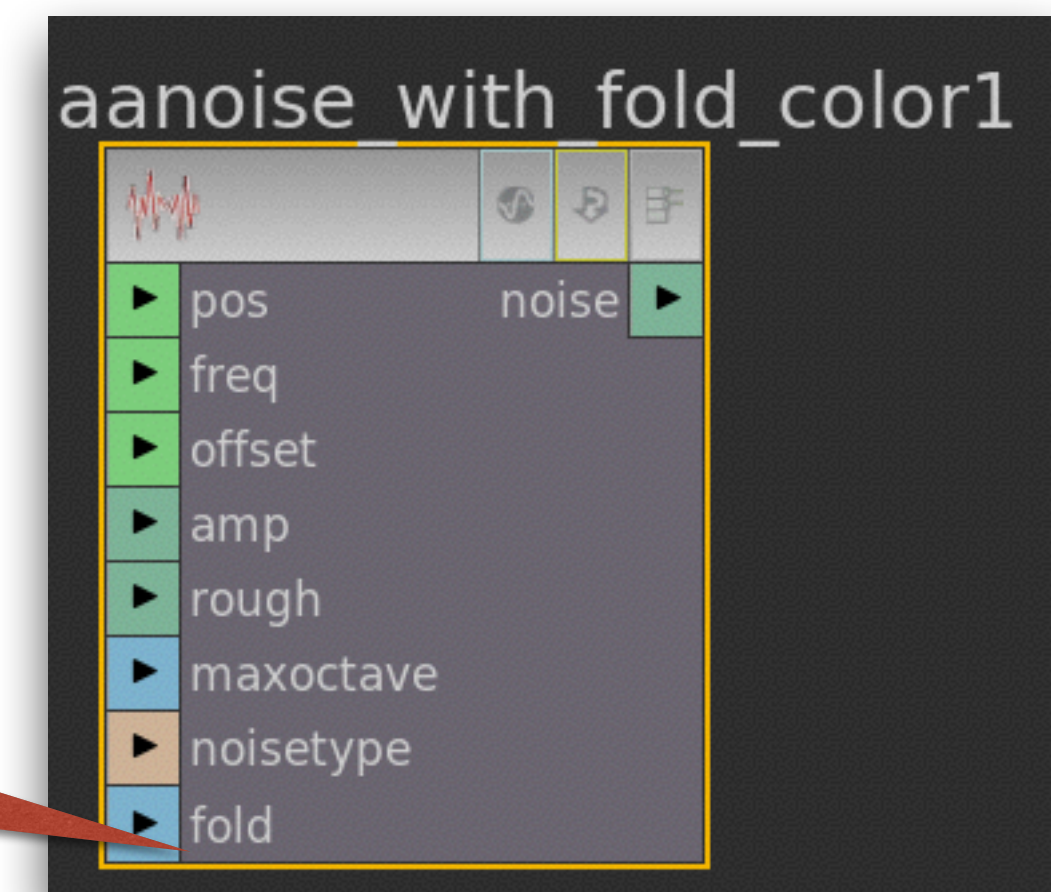 aanoise_with_fold_color1
pos noise
freq
offset
amp
rough
maxoctave
noisetype
fold